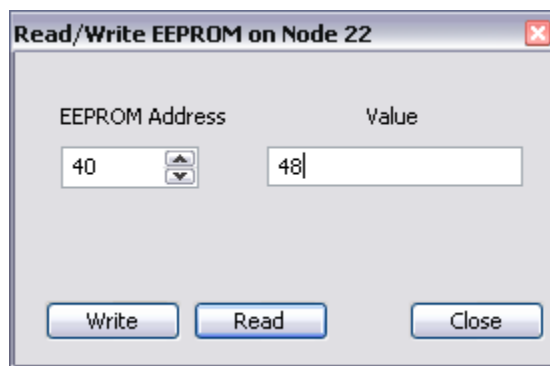 Read/Write EEPROM on Node 22
EEPROM Address Value
40 48
Write Read Close